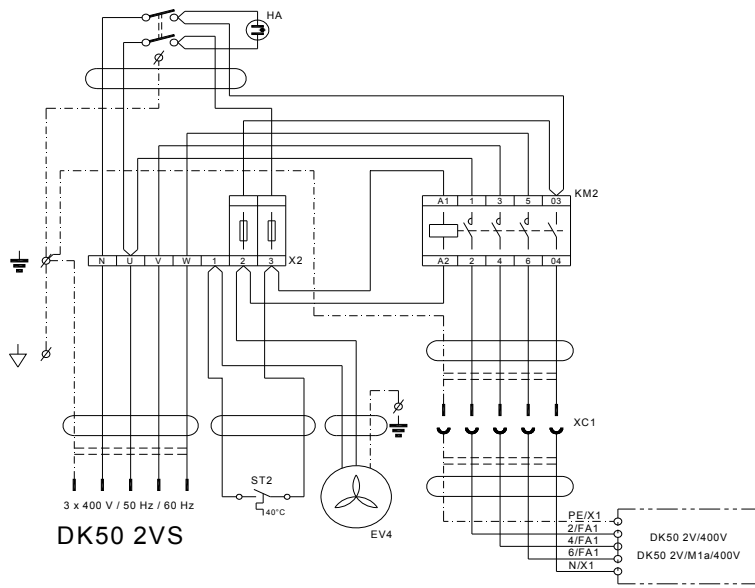 HA
KM2
A1 1 3 5 03
N U V W 1 2 3 X2
A2 2 4 6 04
XC1
ST2
40°C
EV4
3 x 400 V / 50 Hz / 60 Hz
DK50 2VS
PE/X1
2/FA1
4/FA1
6/FA1
N/X1
DK50 2V/400V
DK50 2V/M1a/400V